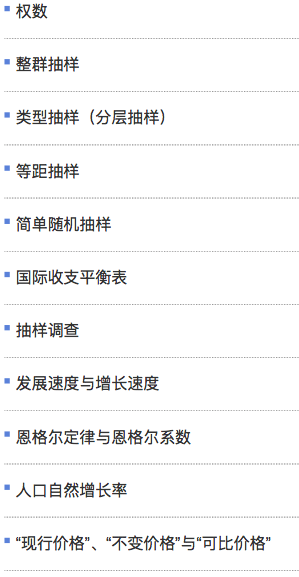 权数
整群抽样
类型抽样（分层抽样）
等距抽样
简单随机抽样
国际收支平衡表
抽样调查
发展速度与增长速度
恩格尔定律与恩格尔系数
人口自然增长率
“现行价格”、“不变价格”与“可比价格”